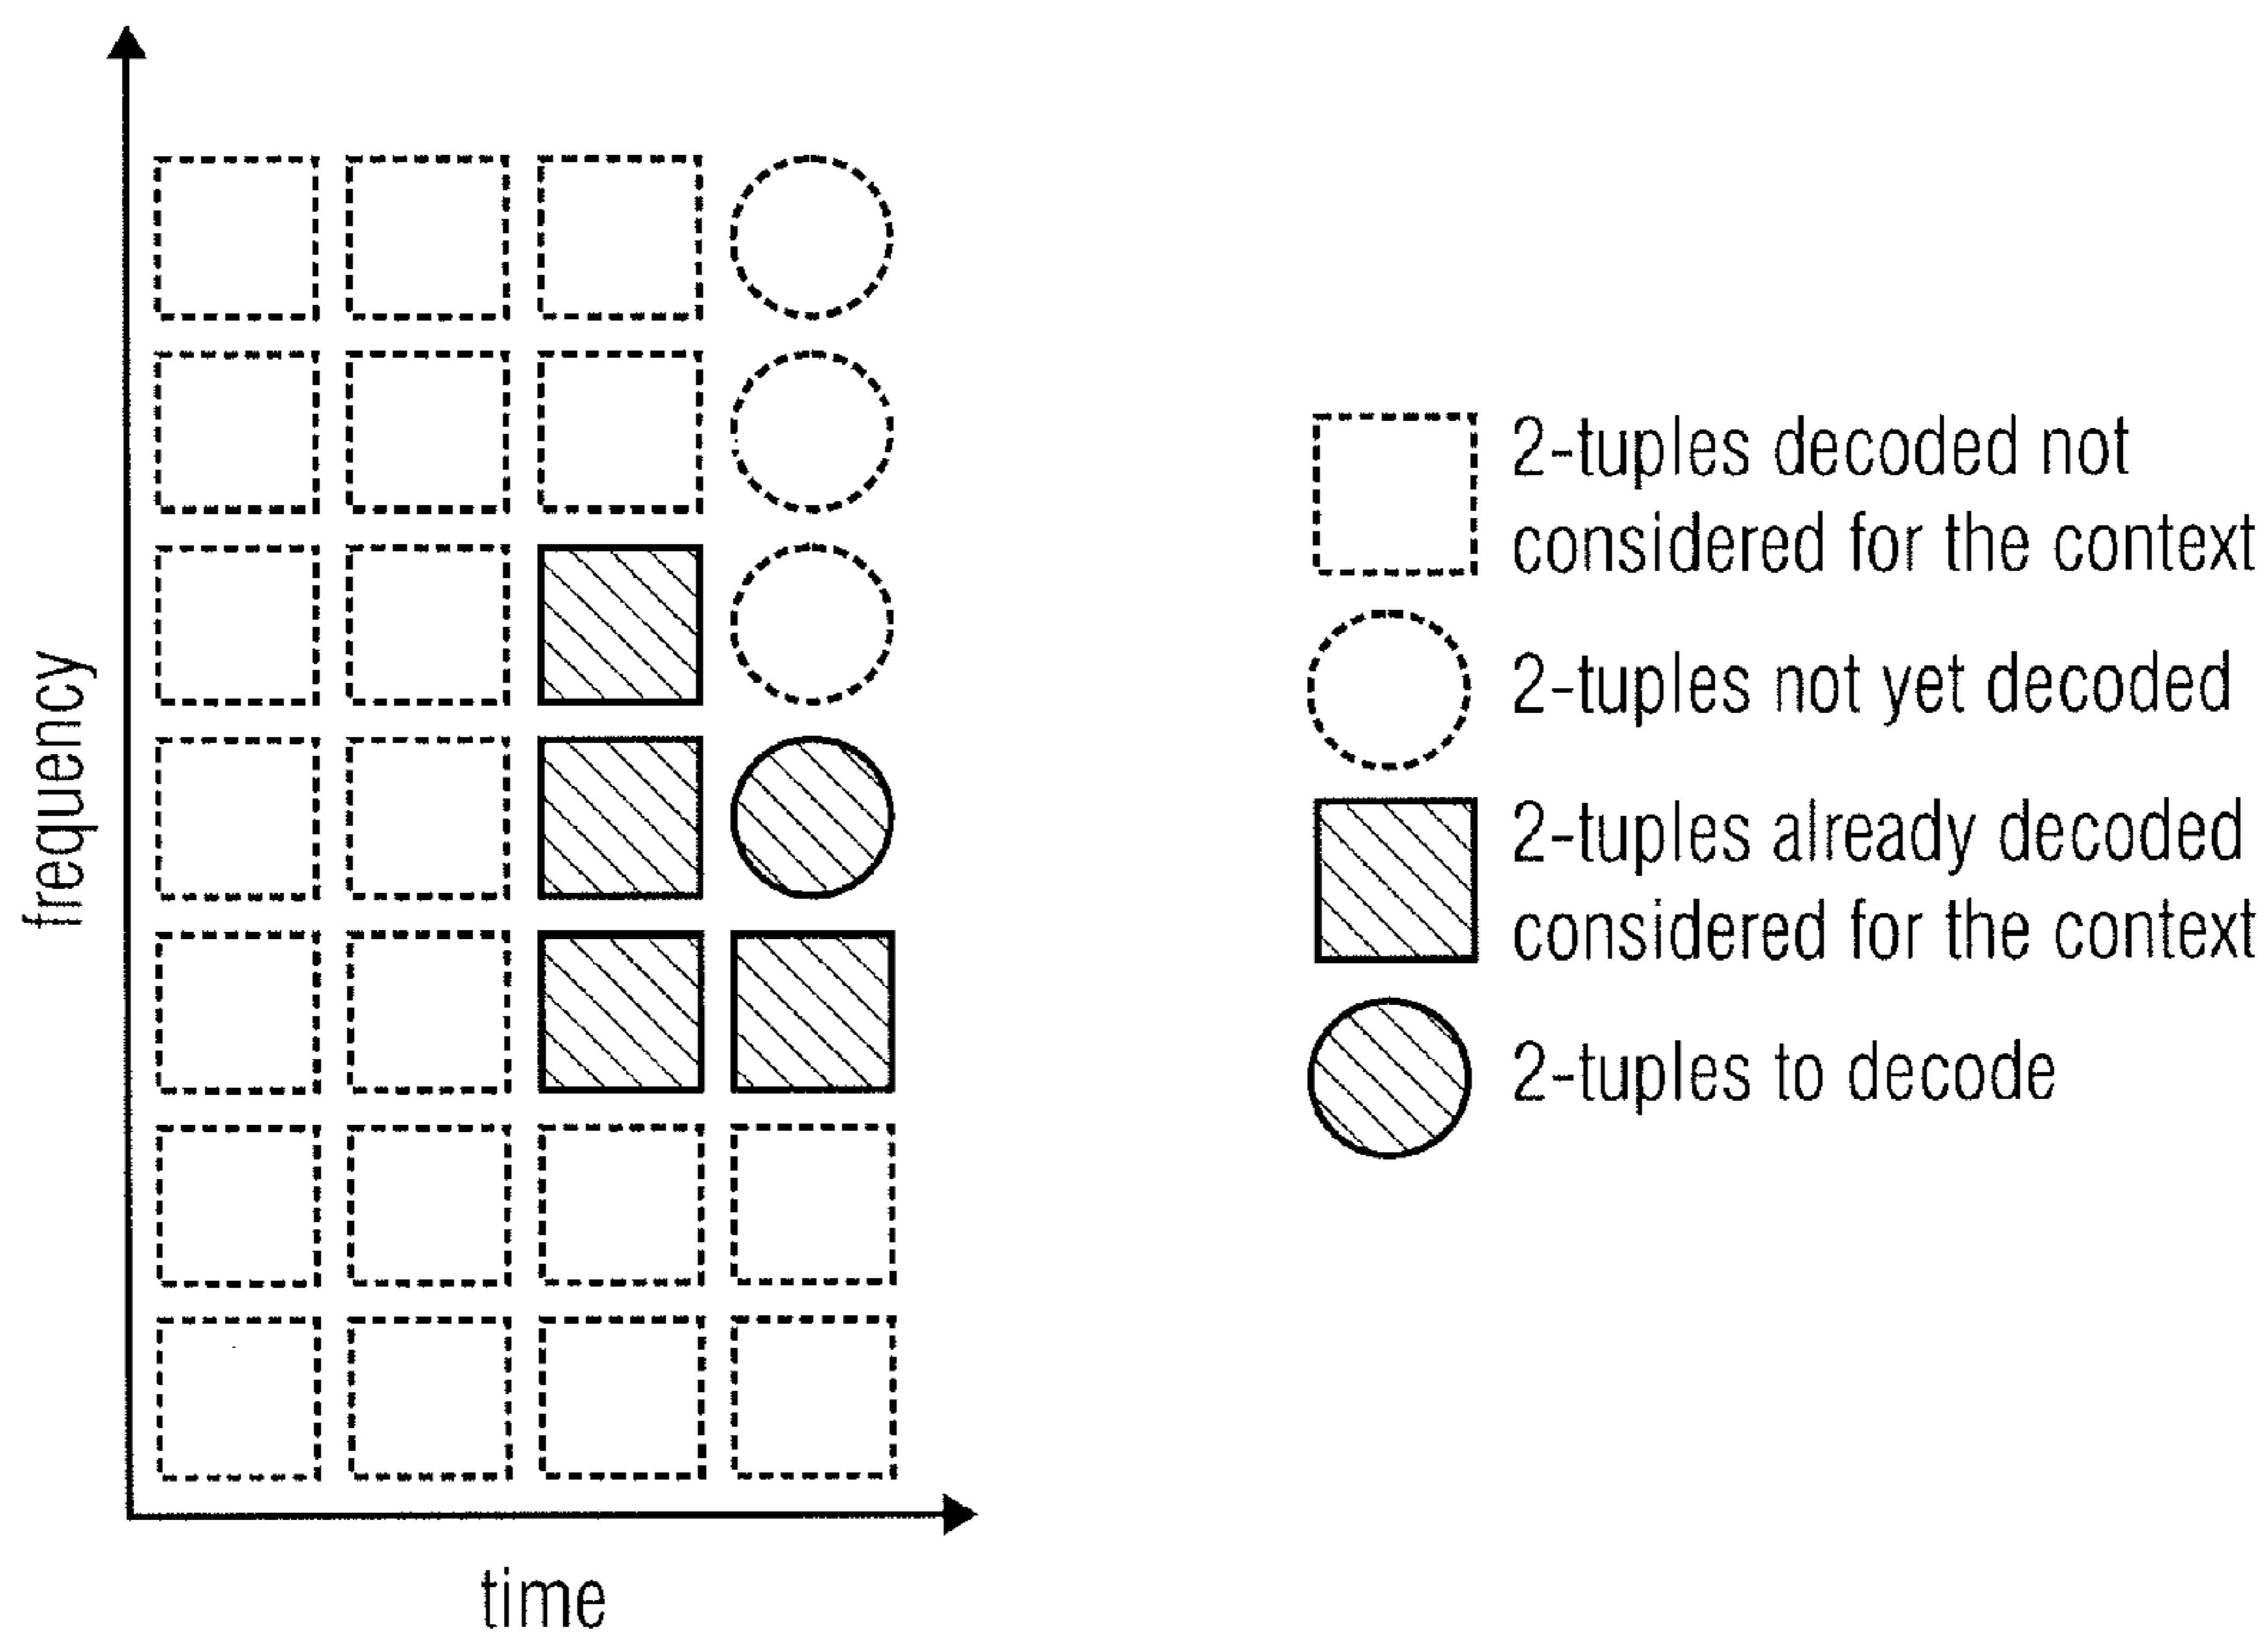 frequency
time
2-tuples decoded not
considered for the context
2-tuples not yet decoded
2-tuples already decoded
considered for the context
2-tuples to decode